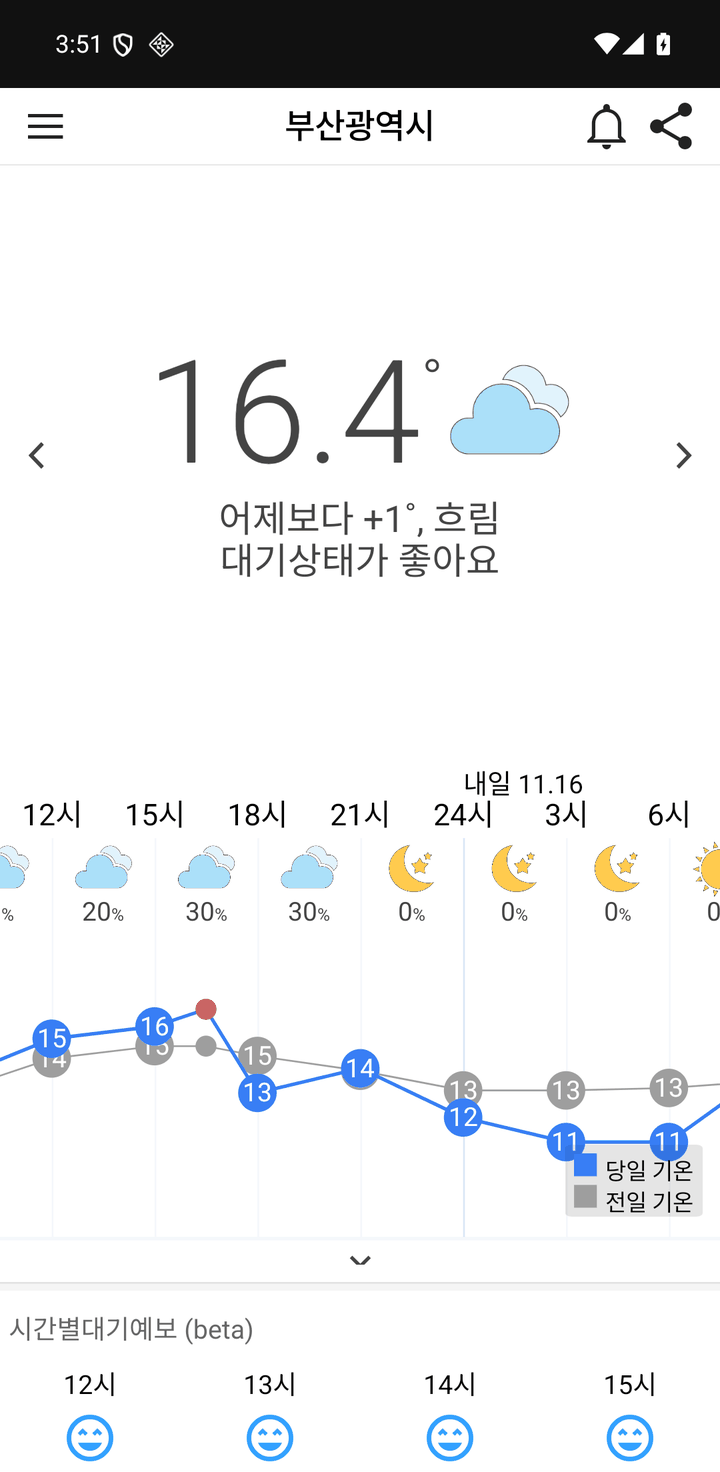 3:51
부산광역시
16.4°
어제보다 +1°, 흐림
대기상태가 좋아요
내일 11.16
12시 15시 18시 21시 24시 3시 6시
% 20% 30% 30% 0% 0% 0% 0
15 16 13 14 12 11 11
14 15 15 13 13 13
당일 기온
전일 기온
시간별대기예보 (beta)
12시 13시 14시 15시